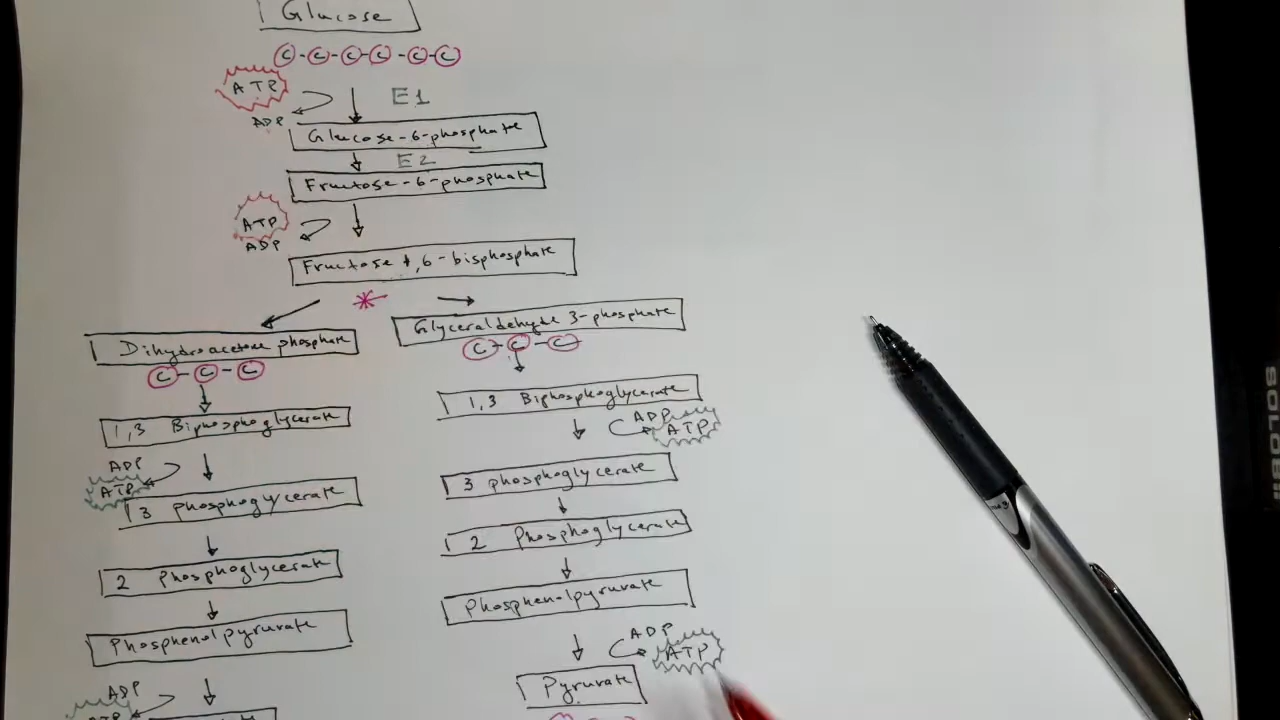 Glucose
C-C-C-C-C-C
ATP
E1
ADP
Glucose-6-phosphate
E2
Fructose-6-phosphate
ATP
ADP
Fructose 1,6-bisphosphate
*
Glyceraldehyde 3-phosphate
C-C-C
Dihydroacetone phosphate
C-C-C
1,3 Biphosphoglycerate
ADP
ATP
1,3 Biphosphoglycerate
ADP
ATP
3 phosphoglycerate
3 phosphoglycerate
2 Phosphoglycerate
2 Phosphoglycerate
Phosphenolpyruvate
Phosphenolpyruvate
ADP
ATP
Pyruvate
ADP
ATP